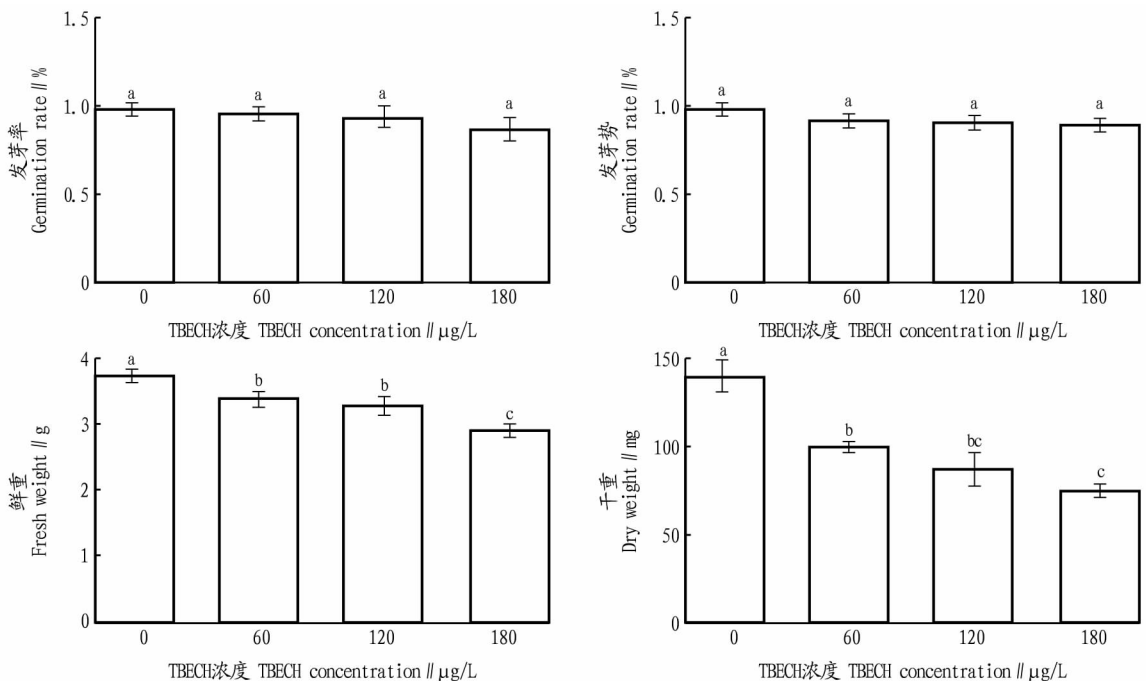 1.5
1.0
0.5
0
发芽率
Germination rate∥%
a
a
a
a
0
60
120
180
TBECH浓度 TBECH concentration∥μg/L
1.5
1.0
0.5
0
发芽势
Germination rate∥%
a
a
a
a
0
60
120
180
TBECH浓度 TBECH concentration∥μg/L
4
3
2
1
0
鲜重
Fresh weight∥g
a
b
b
c
0
60
120
180
TBECH浓度 TBECH concentration∥μg/L
150
100
50
0
干重
Dry weight∥mg
a
b
bc
c
0
60
120
180
TBECH浓度 TBECH concentration∥μg/L